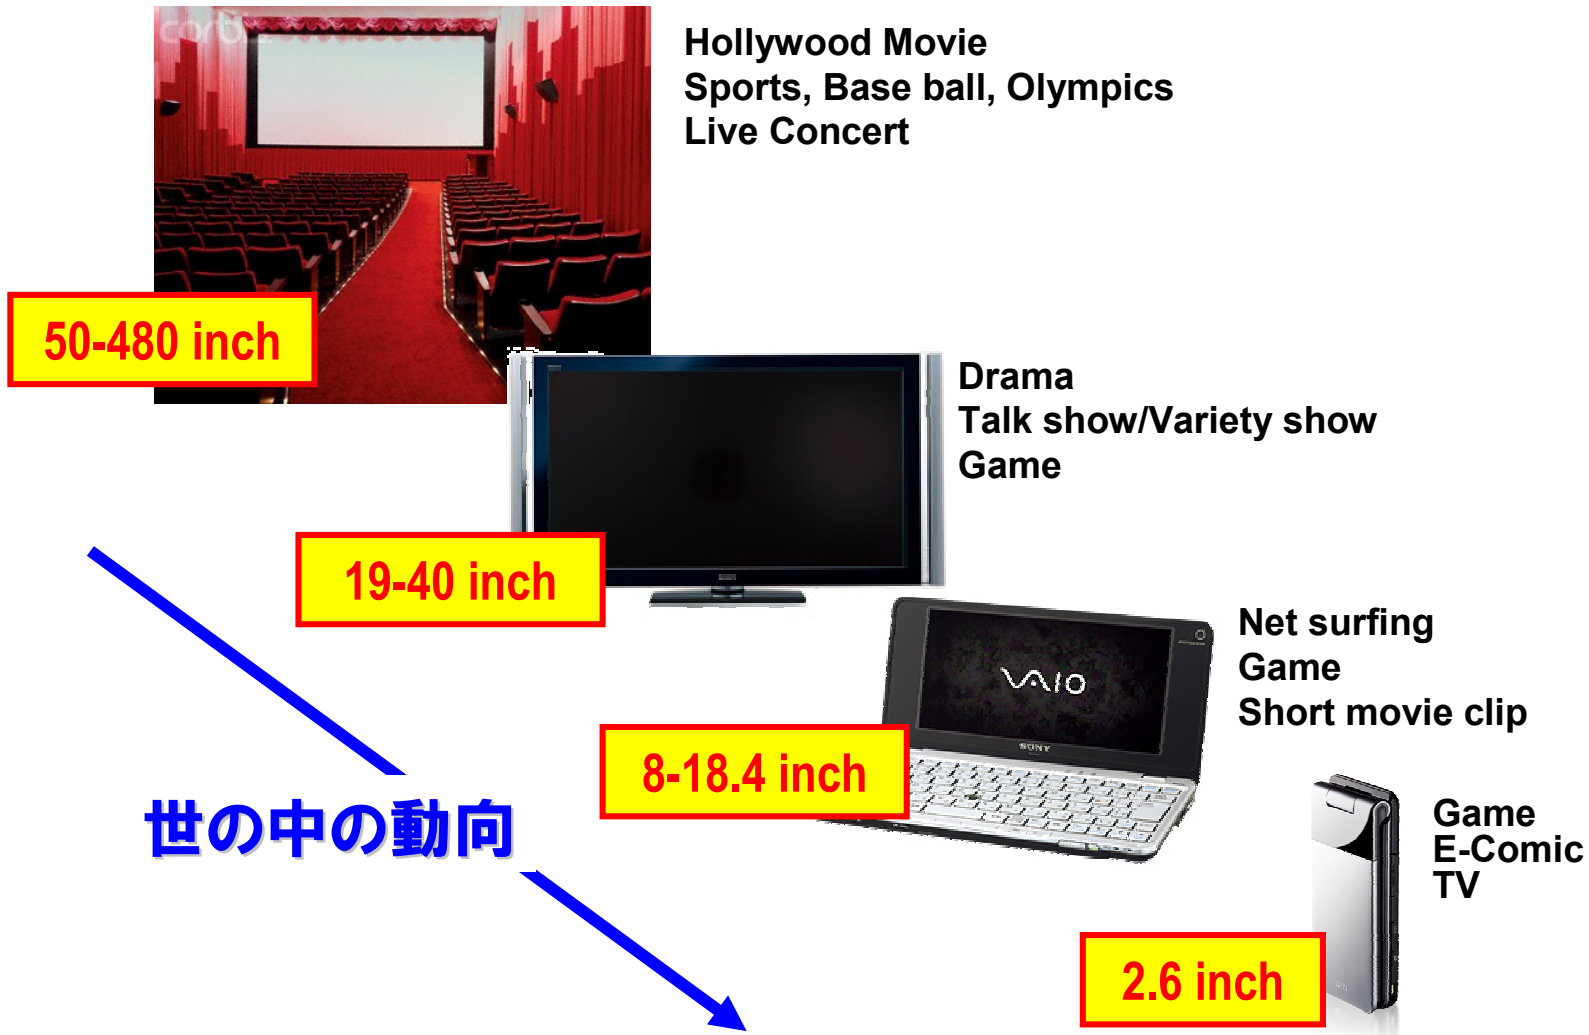 corbis
Hollywood Movie
Sports, Base ball, Olympics
Live Concert
50-480 inch
Drama
Talk show/Variety show
Game
19-40 inch
Net surfing
Game
Short movie clip
VAIO
SONY
8-18.4 inch
世の中の動向
Game
E-Comic
TV
2.6 inch